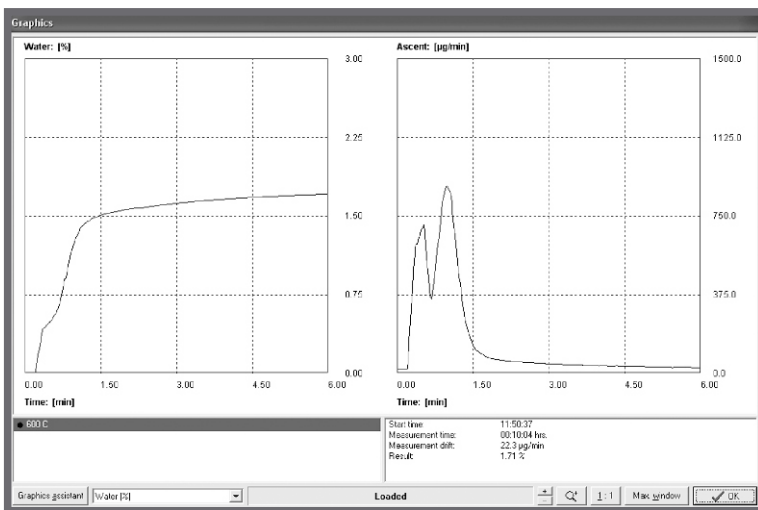 Graphics
Water: [%]
3.00
2.25
1.50
0.75
0.00
0.00 1.50 3.00 4.50 6.00
Time: [min]
Ascent: [µg/min]
1500.0
1125.0
750.0
375.0
0.0
0.00 1.50 3.00 4.50 6.00
Time: [min]
600 C
Start time 11:50:37
Measurement time: 00:10:04 hrs.
Measurement drift: 22.3 µg/min
Result: 1.71 %
Graphics assistant Water [%] Loaded + - 1:1 Max. window OK